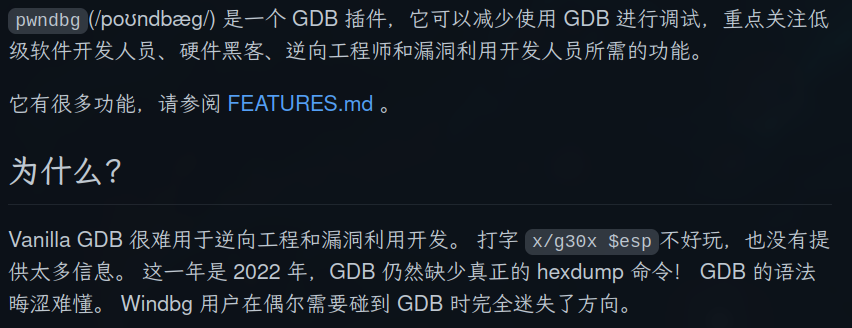 pwndbg(/poʊndbæg/) 是一个 GDB 插件，它可以减少使用 GDB 进行调试，重点关注低
级软件开发人员、硬件黑客、逆向工程师和漏洞利用开发人员所需的功能。
它有很多功能，请参阅 FEATURES.md 。
为什么？
Vanilla GDB 很难用于逆向工程和漏洞利用开发。 打字 x/g30x $esp不好玩，也没有提
供太多信息。 这一年是 2022 年，GDB 仍然缺少真正的 hexdump 命令！ GDB 的语法
晦涩难懂。 Windbg 用户在偶尔需要碰到 GDB 时完全迷失了方向。